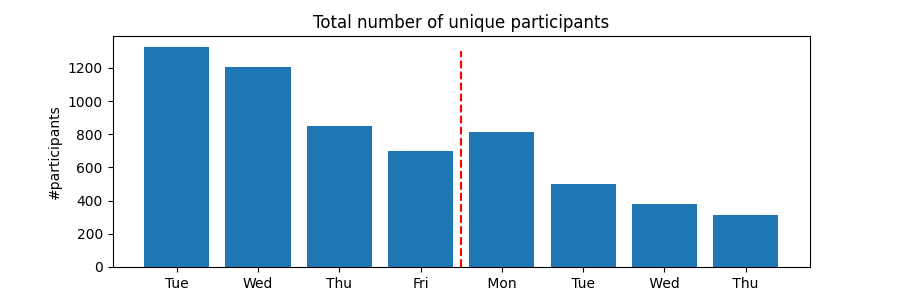 Total number of unique participants
#participants
1200
1000
800
600
400
200
0
Tue Wed Thu Fri Mon Tue Wed Thu